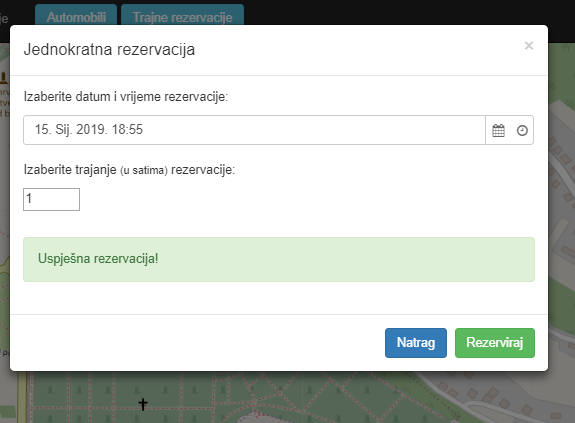 Automobili Trajne rezervacije
Jednokratna rezervacija ×
Izaberite datum i vrijeme rezervacije:
15. Sij. 2019. 18:55
Izaberite trajanje (u satima) rezervacije:
1
Uspješna rezervacija!
Natrag Rezerviraj